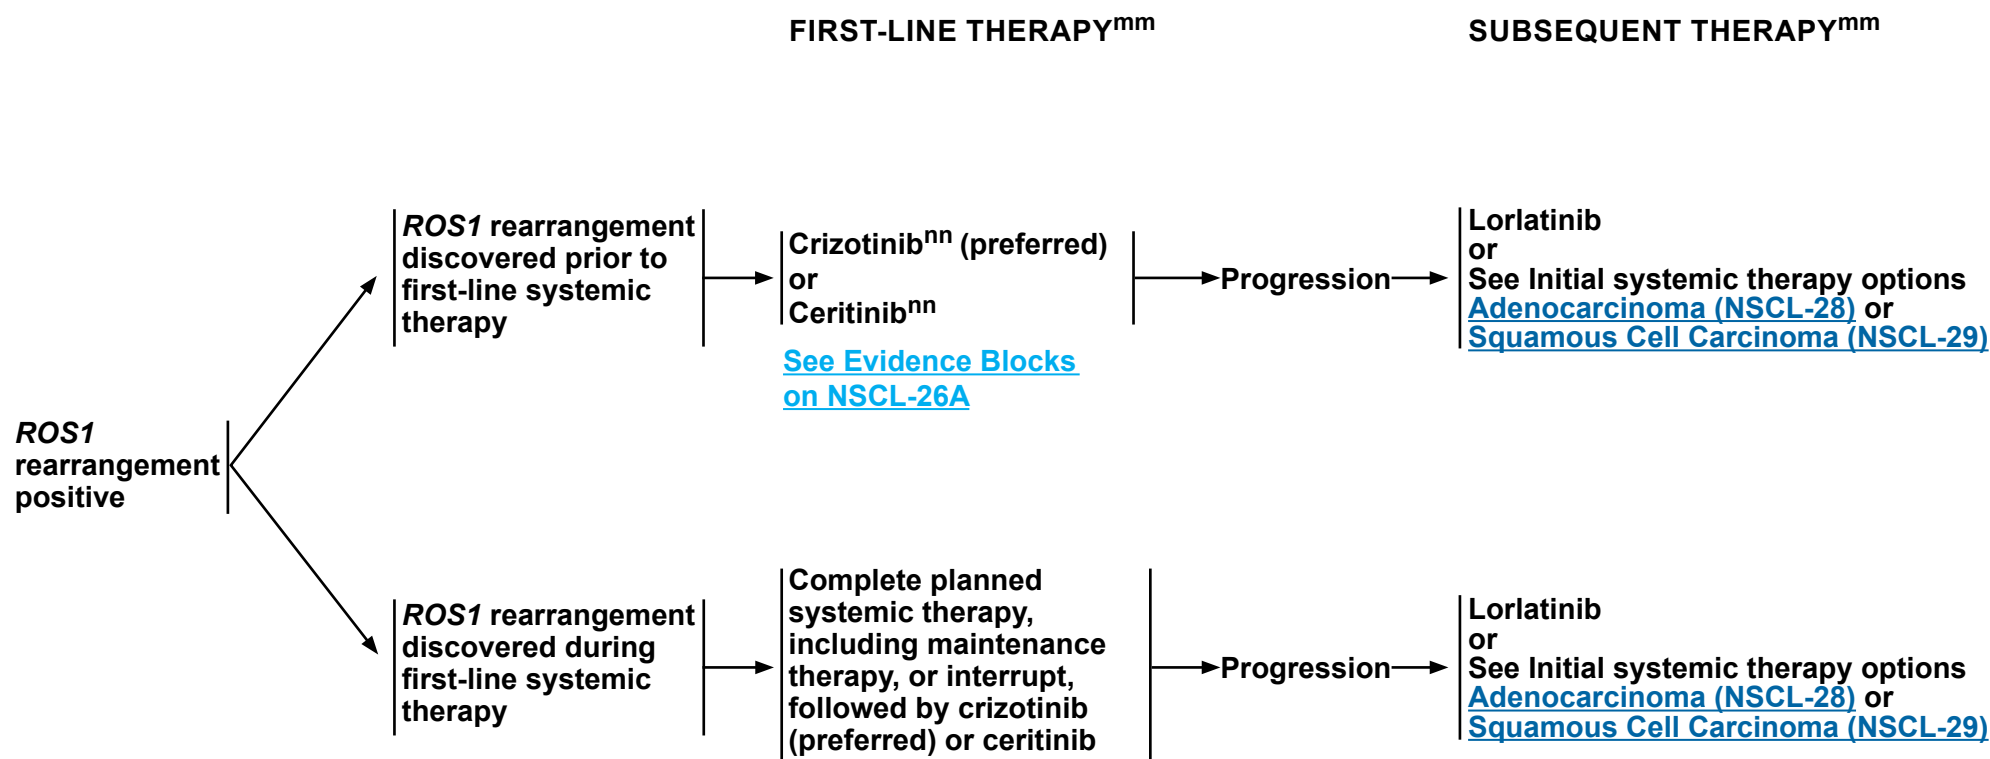 FIRST-LINE THERAPYmm
SUBSEQUENT THERAPYmm
ROS1
rearrangement
positive
ROS1 rearrangement
discovered prior to
first-line systemic
therapy
Crizotinibnn (preferred)
or
Ceritinibnn
See Evidence Blocks
on NSCL-26A
Progression
Lorlatinib
or
See Initial systemic therapy options
Adenocarcinoma (NSCL-28) or
Squamous Cell Carcinoma (NSCL-29)
ROS1 rearrangement
discovered during
first-line systemic
therapy
Complete planned
systemic therapy,
including maintenance
therapy, or interrupt,
followed by crizotinib
(preferred) or ceritinib
Progression
Lorlatinib
or
See Initial systemic therapy options
Adenocarcinoma (NSCL-28) or
Squamous Cell Carcinoma (NSCL-29)